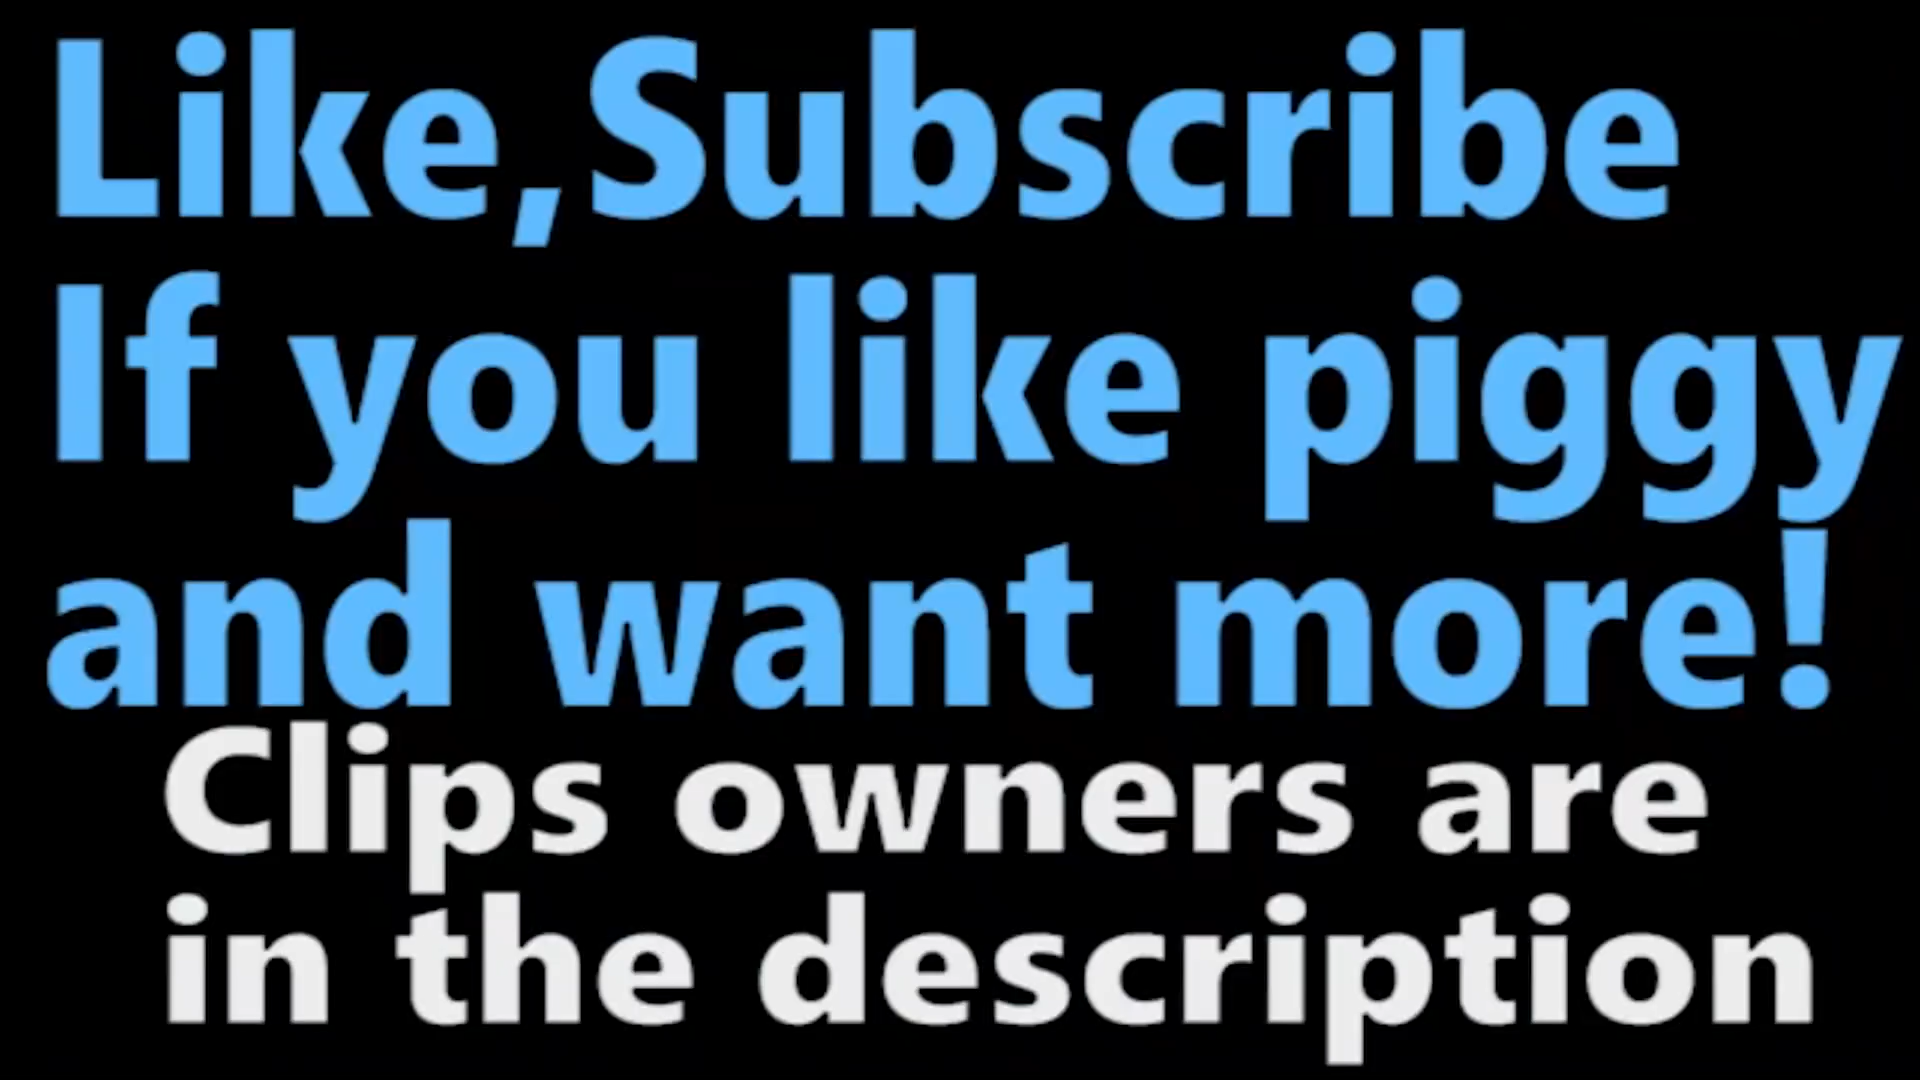 Like,Subscribe
If you like piggy
and want more!
Clips owners are
in the description